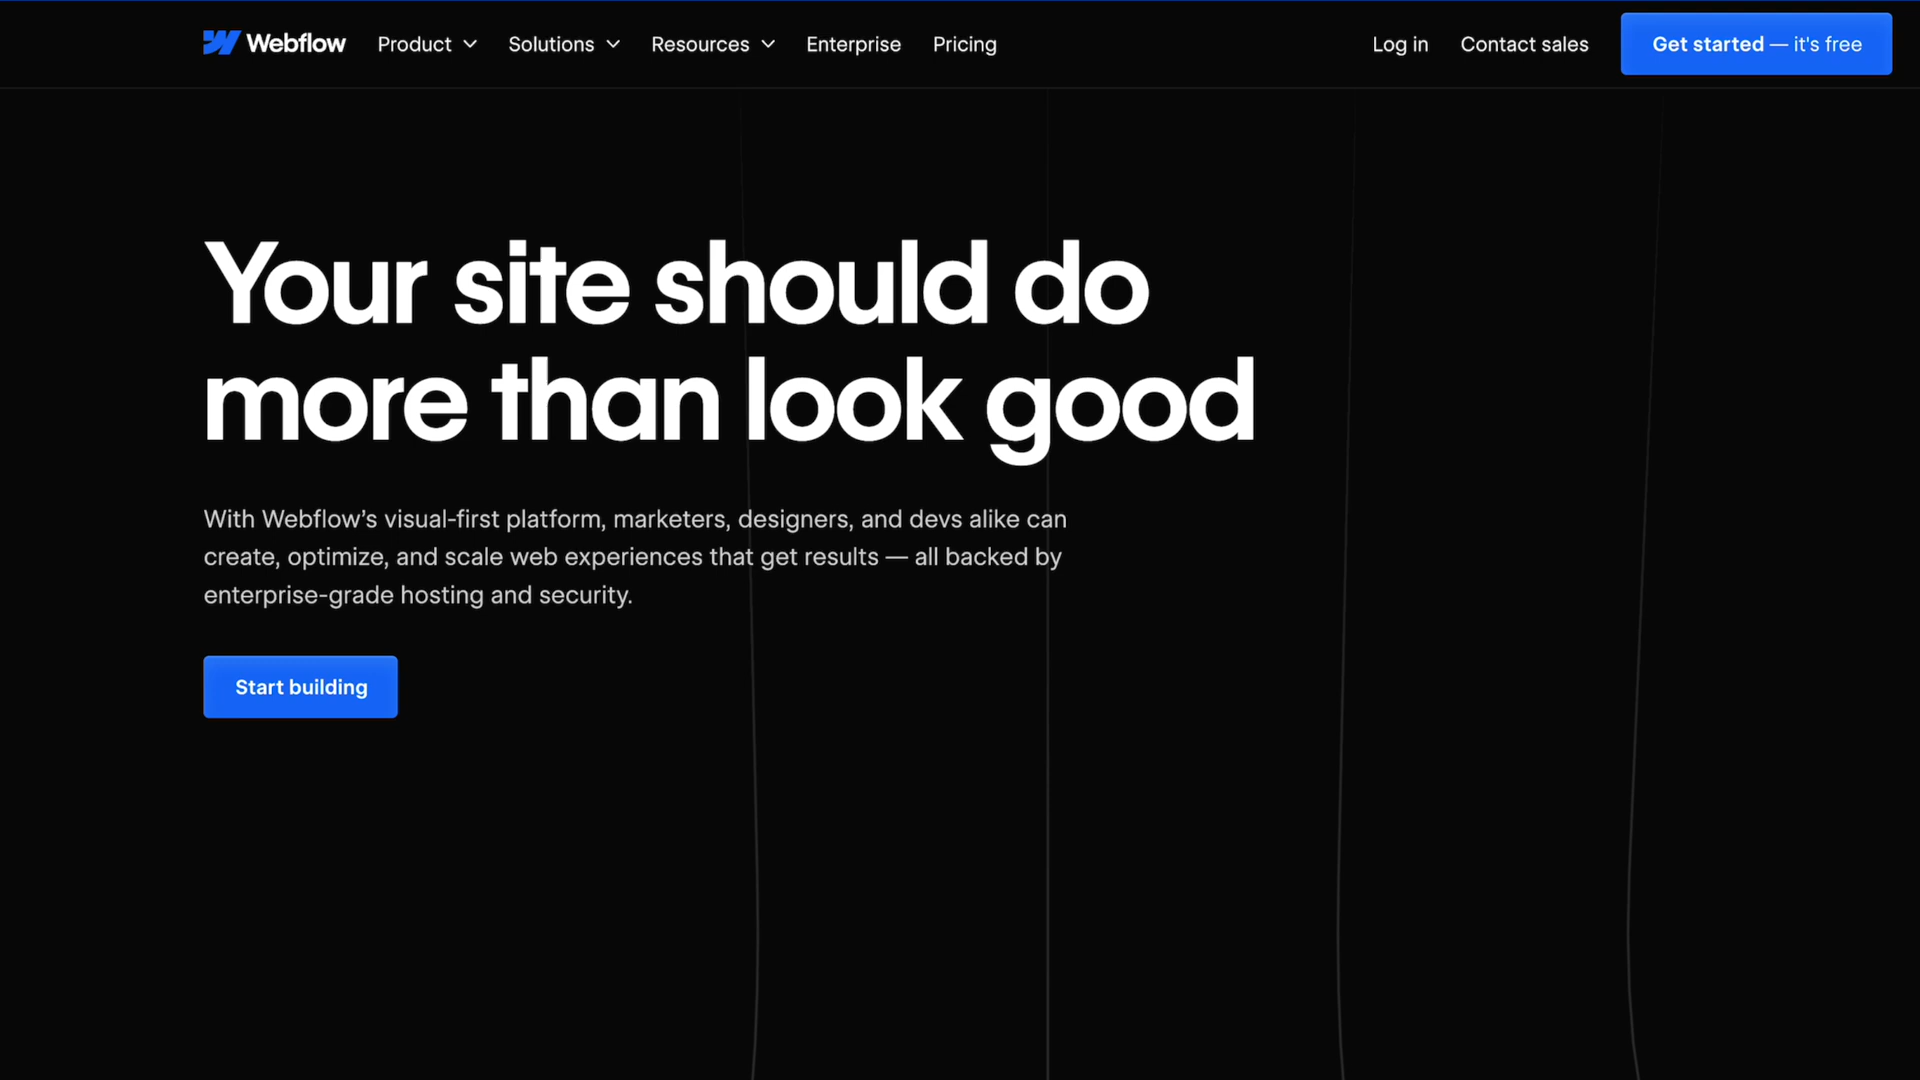 Webflow Product Solutions Resources Enterprise Pricing Log in Contact sales Get started — it's free
Your site should do
more than look good
With Webflow’s visual-first platform, marketers, designers, and devs alike can
create, optimize, and scale web experiences that get results — all backed by
enterprise-grade hosting and security.
Start building